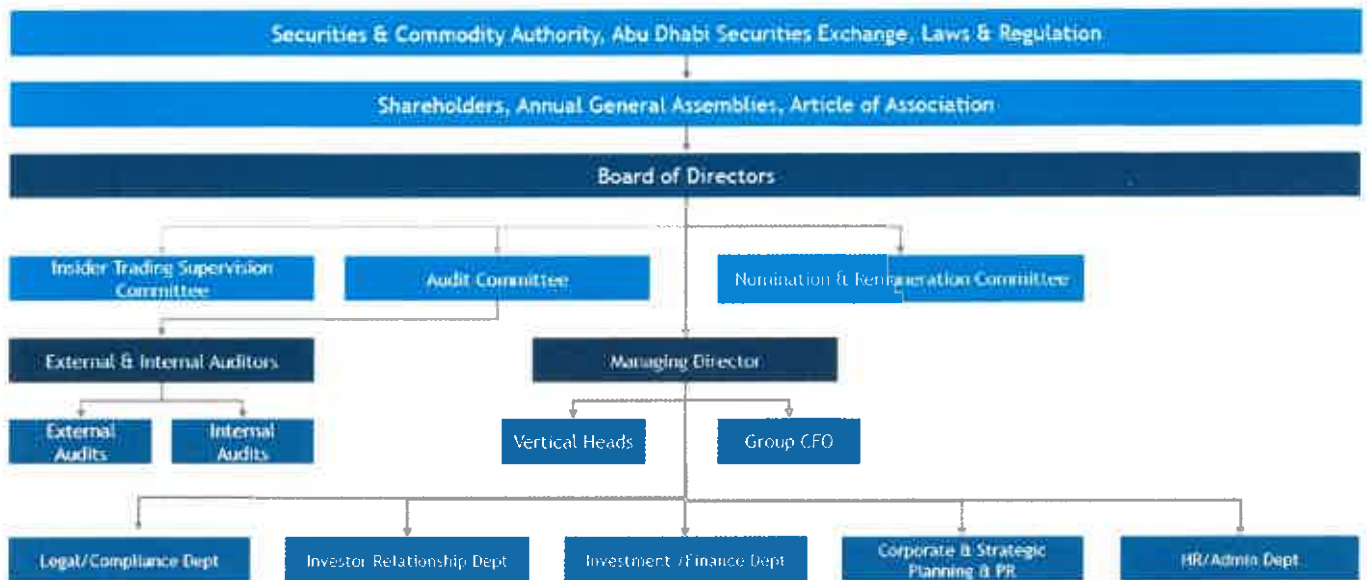 Securities & Commodity Authority, Abu Dhabi Securities Exchange, Laws & Regulation
Shareholders, Annual General Assemblies, Article of Association
Board of Directors
Insider Trading Supervision
Committee
Audit Committee
Nomination & Remuneration Committee
External & Internal Auditors
Managing Director
External
Audits
Internal
Audits
Vertical Heads
Group CFO
Legal/Compliance Dept
Investor Relationship Dept
Investment /Finance Dept
Corporate & Strategic
Planning & PR
HR/Admin Dept